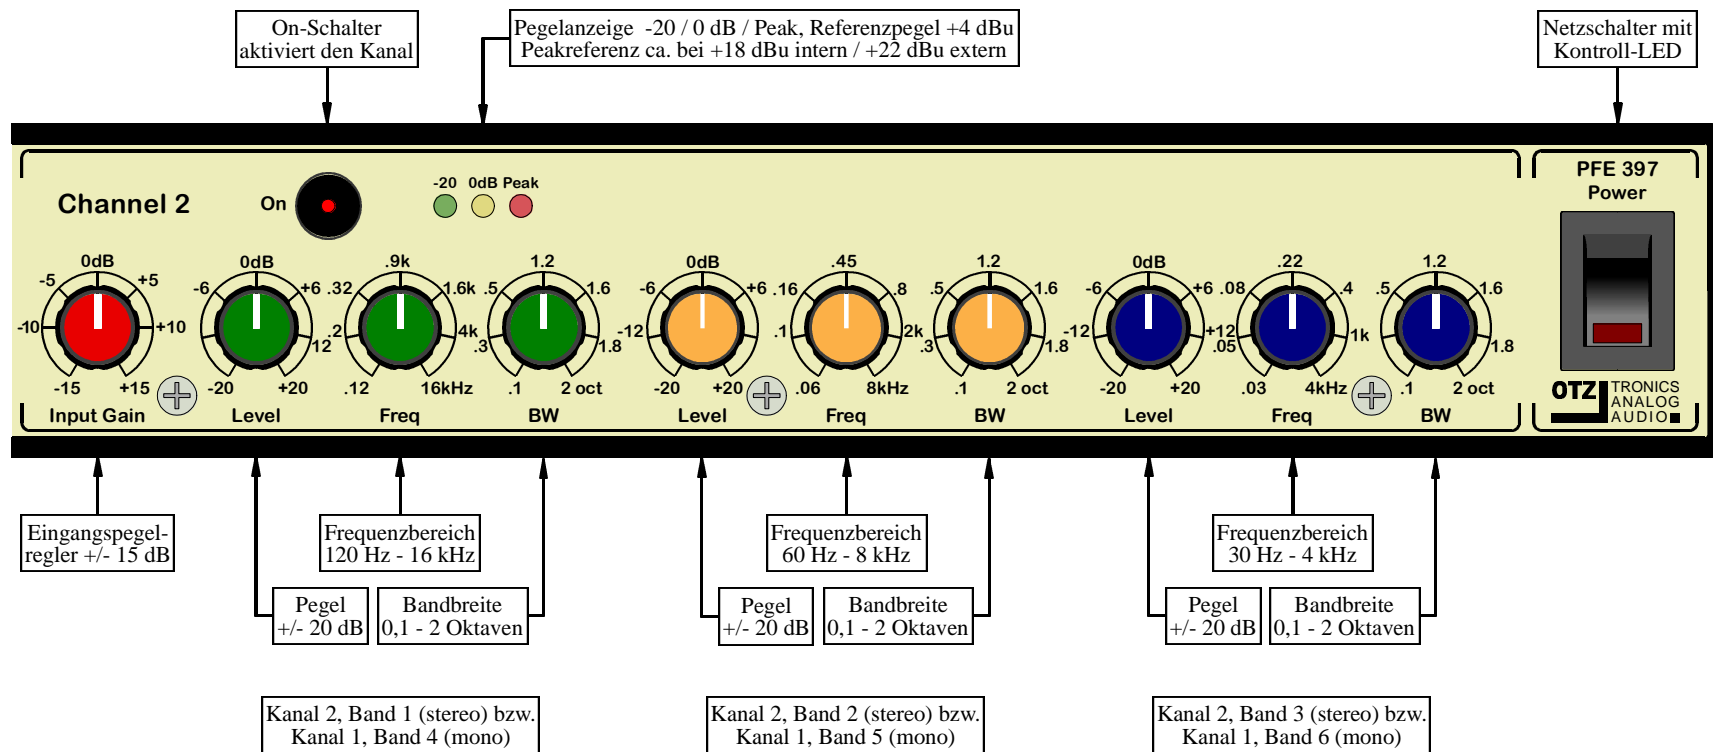 On-Schalter
aktiviert den Kanal
Pegelanzeige -20 / 0 dB / Peak, Referenzpegel +4 dBu
Peakreferenz ca. bei +18 dBu intern / +22 dBu extern
Netzschalter mit
Kontroll-LED
Channel 2
On
-20 0dB Peak
PFE 397
Power
0dB
-5 +5
-10 +10
-15 +15
Input Gain
0dB
-6 +6
12
-20 +20
Level
.9k
.32 1.6k
.2 4k
.12 16kHz
Freq
1.2
.5 1.6
.3 1.8
.1 2 oct
BW
0dB
-6 +6
-12
-20 +20
Level
.45
.16 .8
.1 2k
.06 8kHz
Freq
1.2
.5 1.6
.3 1.8
.1 2 oct
BW
0dB
-6 +6
-12 +12
-20 +20
Level
.22
.08 .4
.05 1k
.03 4kHz
Freq
1.2
.5 1.6
1.8
.1 2 oct
BW
OTZ
TRONICS
ANALOG
AUDIO
Eingangspegel-
regler +/- 15 dB
Frequenzbereich
120 Hz - 16 kHz
Frequenzbereich
60 Hz - 8 kHz
Frequenzbereich
30 Hz - 4 kHz
Pegel
+/- 20 dB
Bandbreite
0,1 - 2 Oktaven
Pegel
+/- 20 dB
Bandbreite
0,1 - 2 Oktaven
Pegel
+/- 20 dB
Bandbreite
0,1 - 2 Oktaven
Kanal 2, Band 1 (stereo) bzw.
Kanal 1, Band 4 (mono)
Kanal 2, Band 2 (stereo) bzw.
Kanal 1, Band 5 (mono)
Kanal 2, Band 3 (stereo) bzw.
Kanal 1, Band 6 (mono)